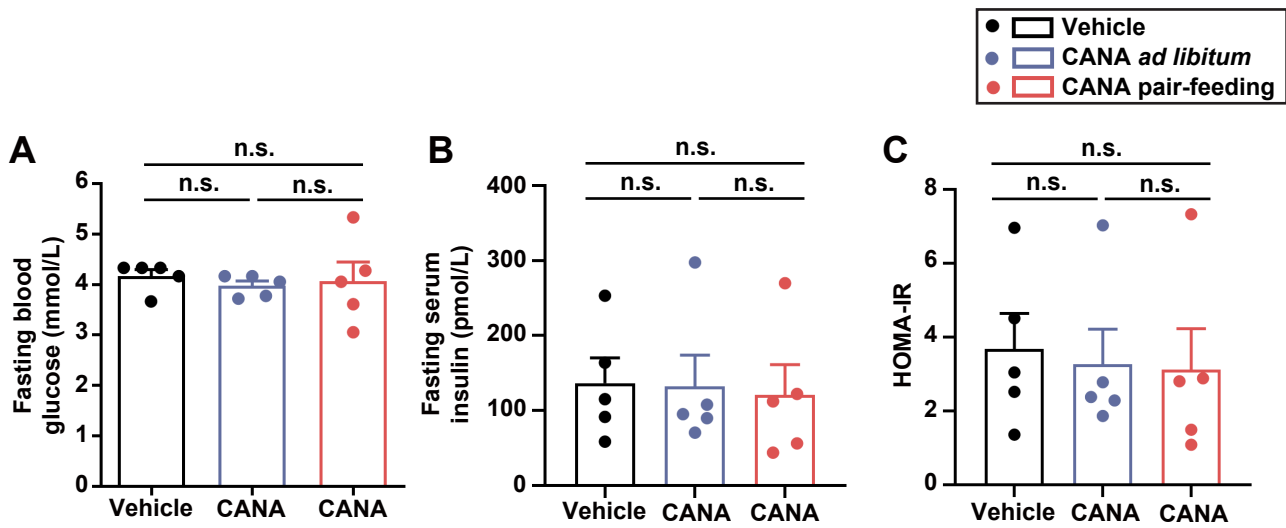 Vehicle
CANA ad libitum
CANA pair-feeding
A
n.s.
n.s. n.s.
Fasting blood
glucose (mmol/L)
6
5
4
3
2
1
0
Vehicle CANA CANA
B
n.s.
n.s. n.s.
Fasting serum
insulin (pmol/L)
400
300
200
100
0
Vehicle CANA CANA
C
n.s.
n.s. n.s.
HOMA-IR
8
6
4
2
0
Vehicle CANA CANA